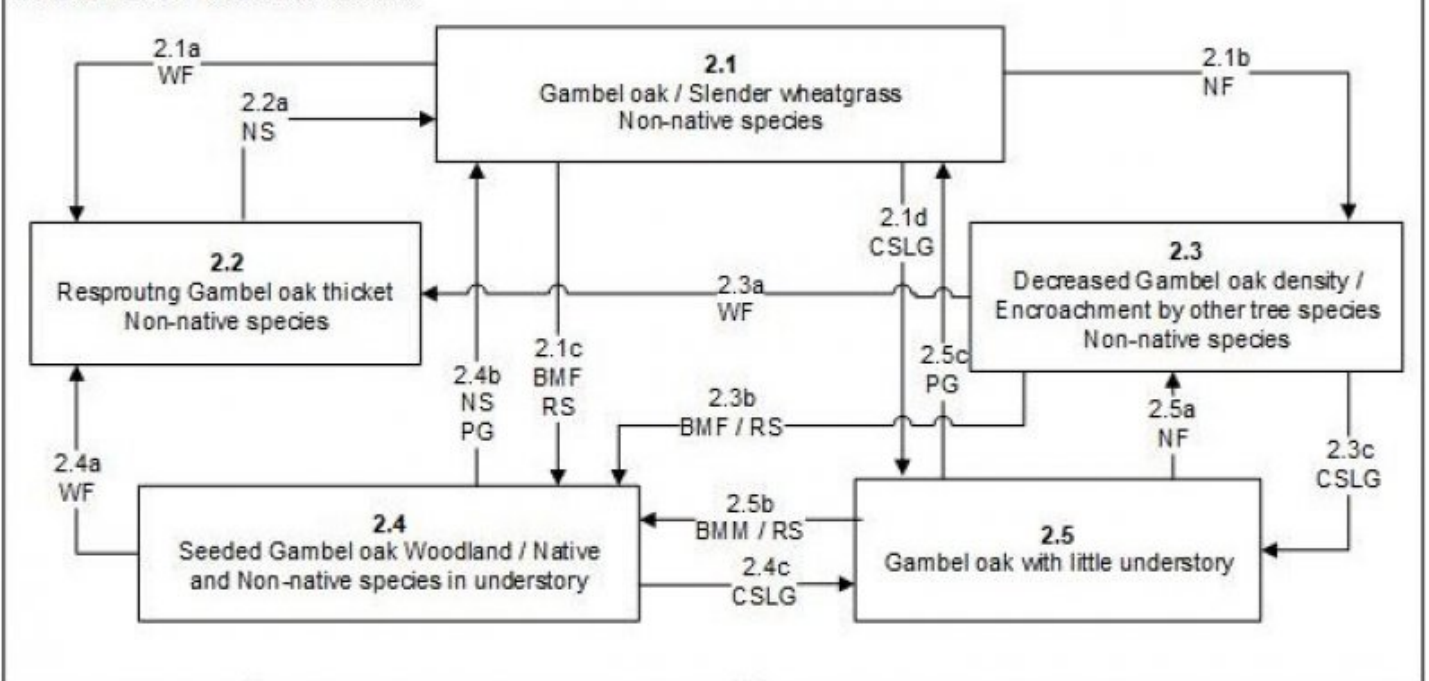 2.1a
WF
2.1
Gambel oak / Slender wheatgrass
Non-native species
2.1b
NF
2.2a
NS
2.2
Resproutng Gambel oak thicket
Non-native species
2.1d
CSLG
2.3
Decreased Gambel oak density /
Encroachment by other tree species
Non-native species
2.3a
WF
2.4b
NS
PG
2.1c
BMF
RS
2.5c
PG
2.3b
BMF / RS
2.5a
NF
2.3c
CSLG
2.4a
WF
2.4
Seeded Gambel oak Woodland / Native
and Non-native species in understory
2.5b
BMM / RS
2.4c
CSLG
2.5
Gambel oak with little understory